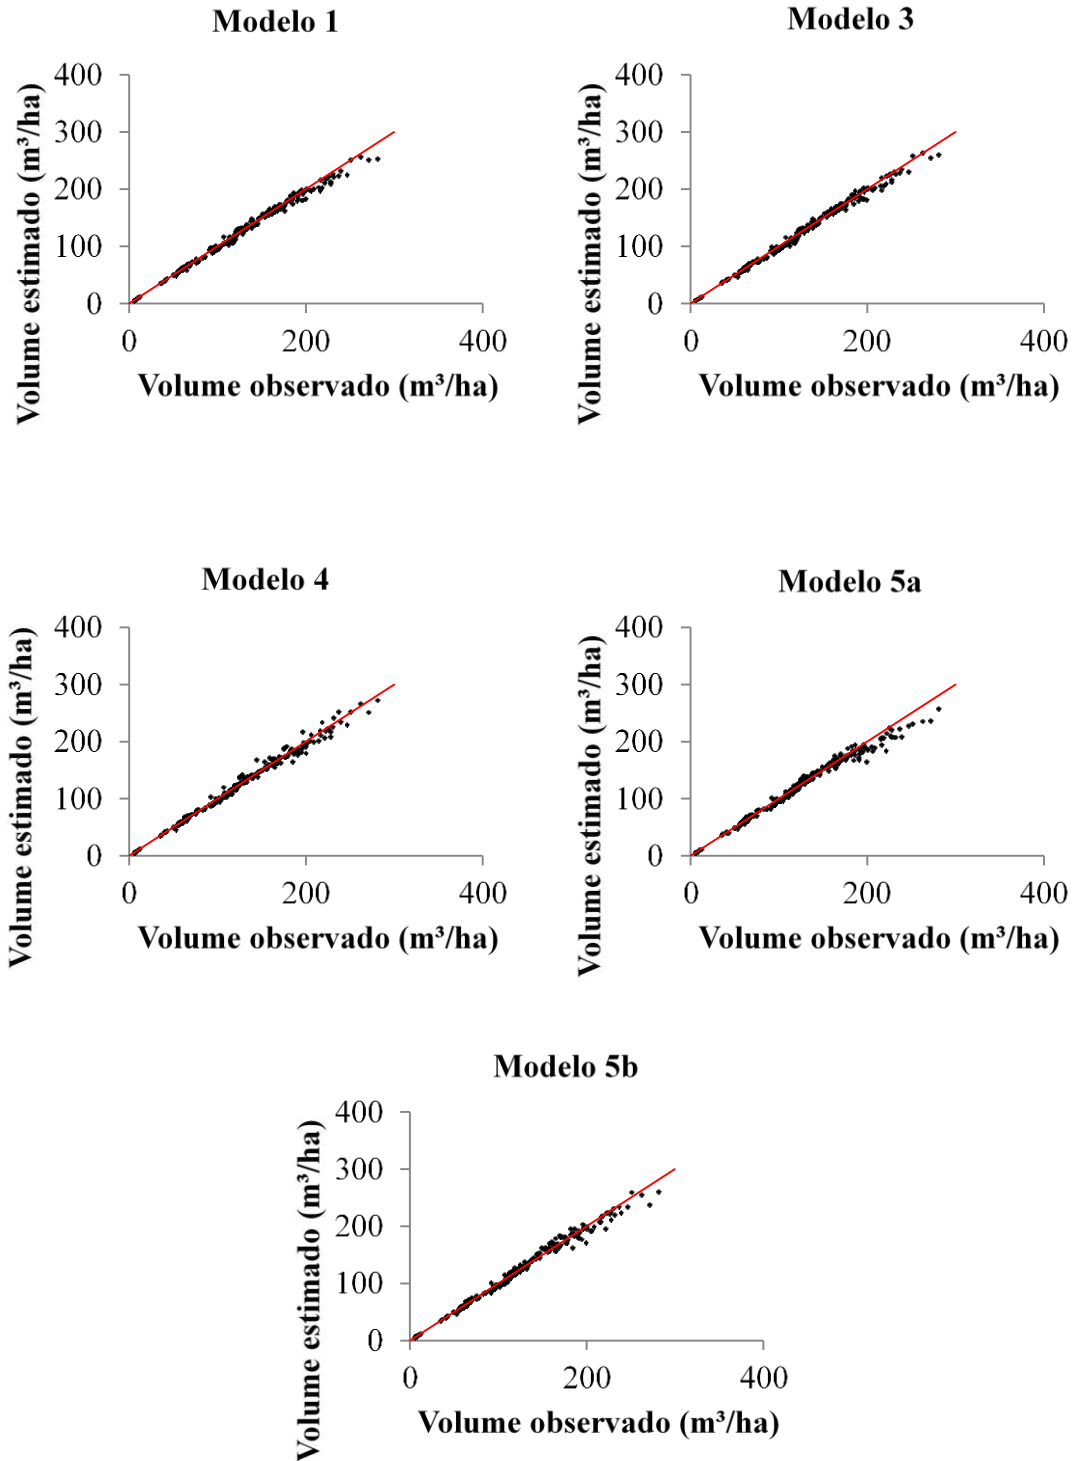 Modelo 1
Volume estimado (m³/ha)
400
300
200
100
0
0 200 400
Volume observado (m³/ha)
Modelo 3
Volume estimado (m³/ha)
400
300
200
100
0
0 200 400
Volume observado (m³/ha)
Modelo 4
Volume estimado (m³/ha)
400
300
200
100
0
0 200 400
Volume observado (m³/ha)
Modelo 5a
Volume estimado (m³/ha)
400
300
200
100
0
0 200 400
Volume observado (m³/ha)
Modelo 5b
Volume estimado (m³/ha)
400
300
200
100
0
0 200 400
Volume observado (m³/ha)